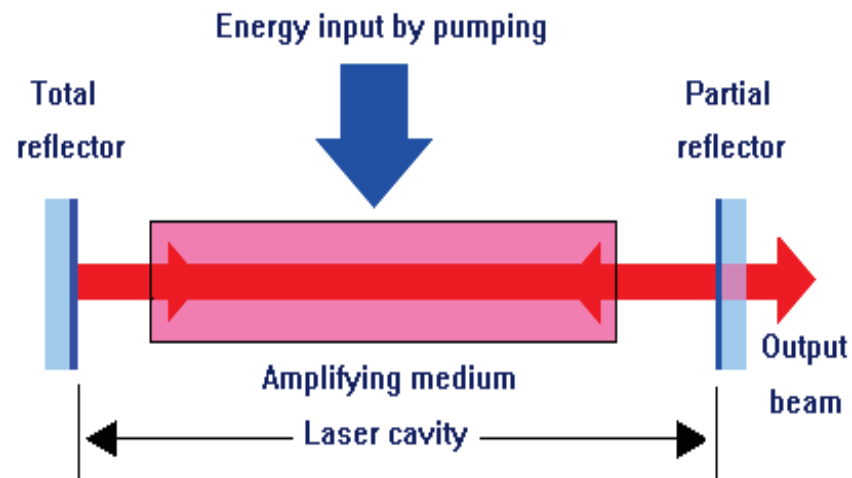 Energy input by pumping
Total
reflector
Partial
reflector
Output
beam
Amplifying medium
Laser cavity